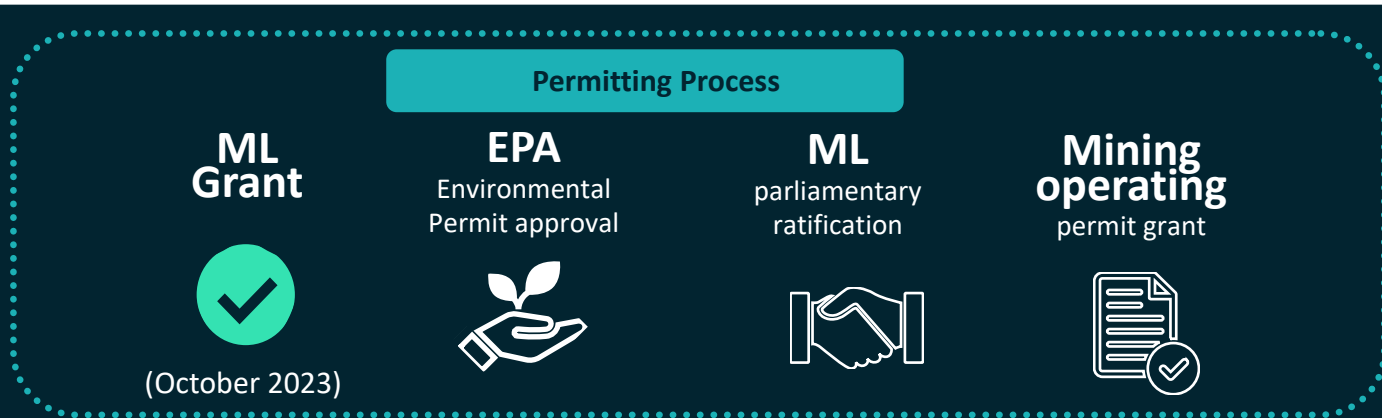 Permitting Process
ML
Grant
(October 2023)
EPA
Environmental
Permit approval
ML
parliamentary
ratification
Mining
operating
permit grant